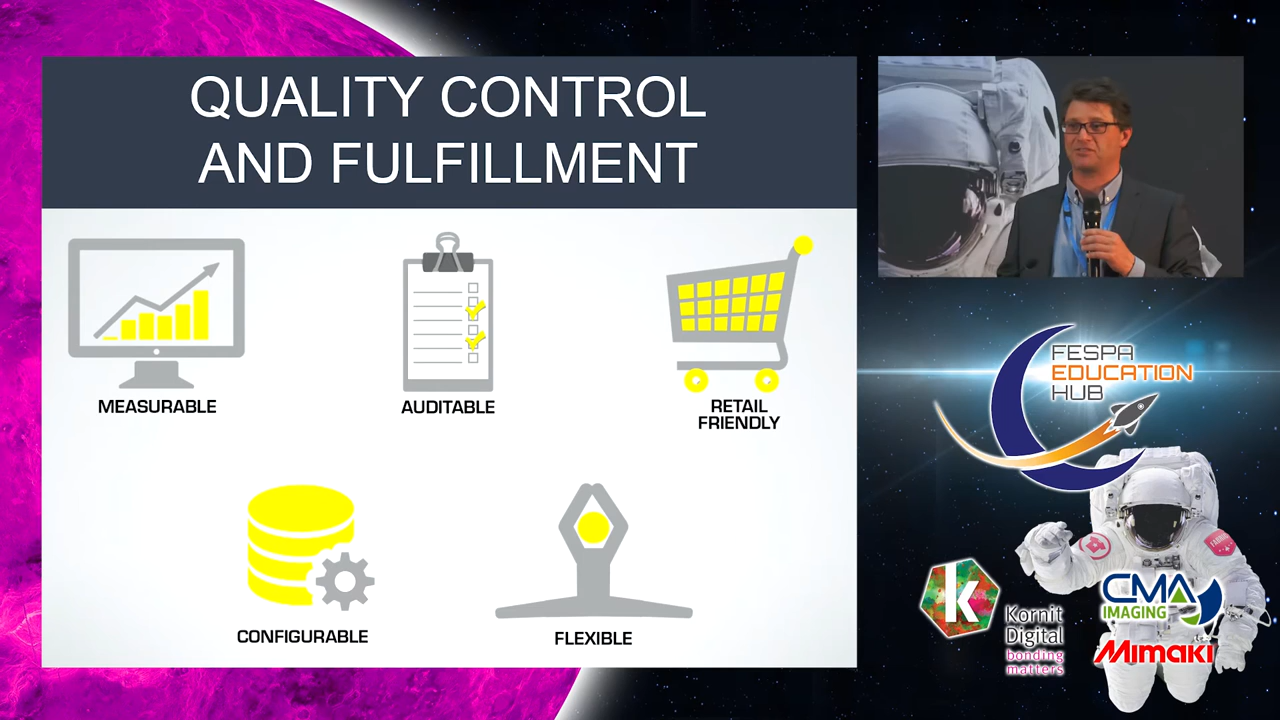 QUALITY CONTROL
AND FULFILLMENT
MEASURABLE
AUDITABLE
RETAIL
FRIENDLY
CONFIGURABLE
FLEXIBLE
FESPA
EDUCATION
HUB
k
Kornit
Digital
bonding
matters
CMA
IMAGING
Mimaki